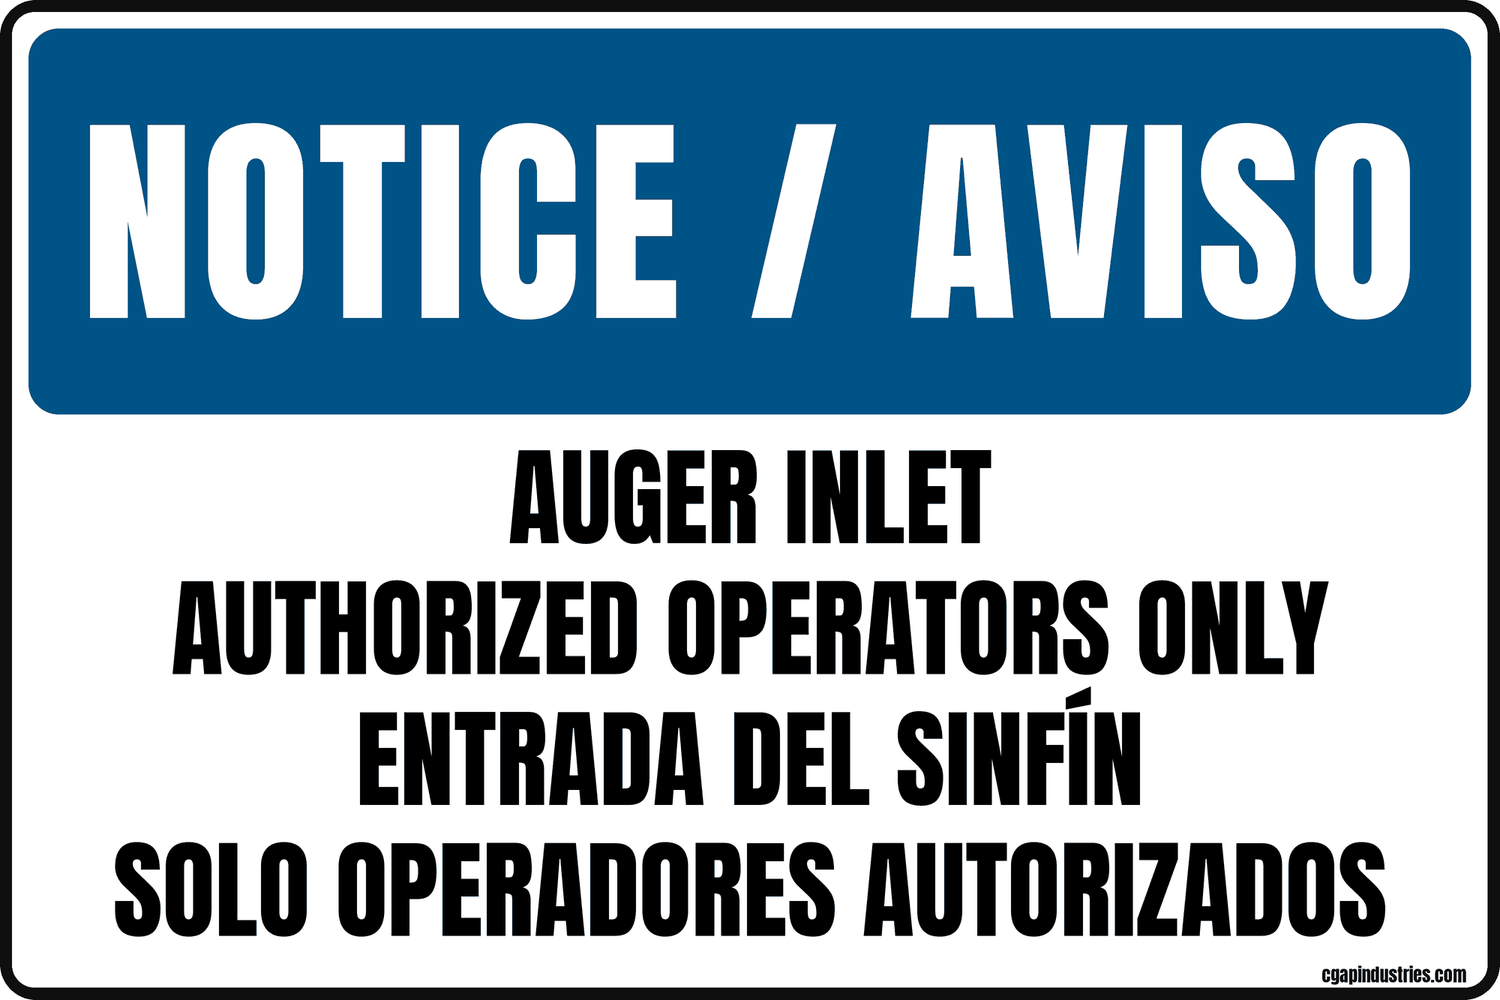 NOTICE / AVISO
AUGER INLET
AUTHORIZED OPERATORS ONLY
ENTRADA DEL SINFÍN
SOLO OPERADORES AUTORIZADOS
cgapindustries.com